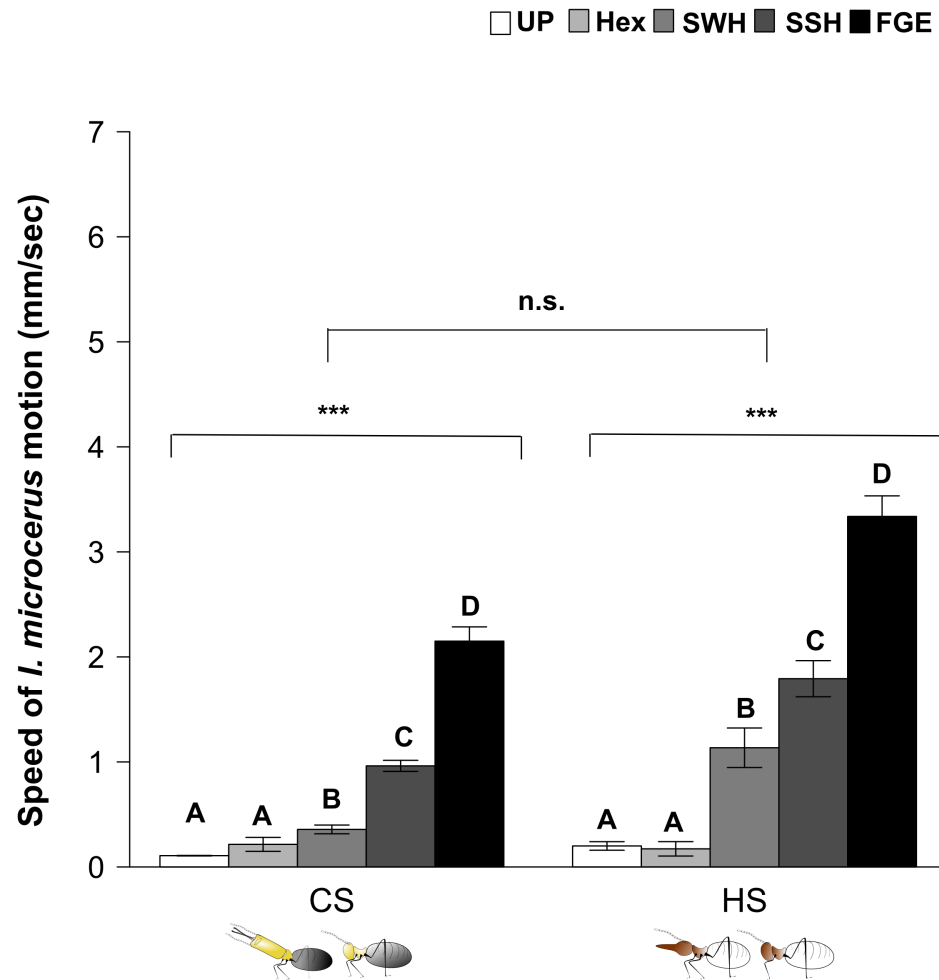 UP Hex SWH SSH FGE
Speed of I. microcerus motion (mm/sec)
7
6
5
4
3
2
1
0
n.s.
***
***
A
A
B
C
D
A
A
B
C
D
CS
HS